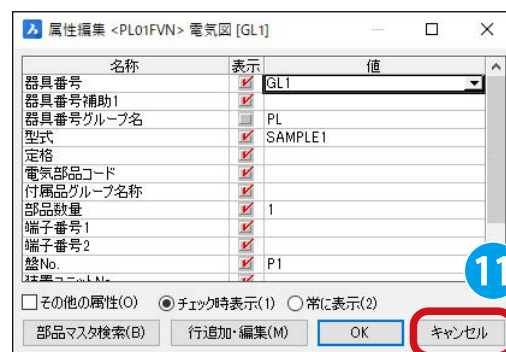 属性編集 <PL01FVN> 電気図 [GL1]
名称 表示 値
器具番号 GL1
器具番号補助1
器具番号グループ名 PL
型式 SAMPLE1
定格
電気部品コード
付属品グループ名称
部品数量 1
端子番号1
端子番号2
盤No. P1
11
その他の属性(O) チェック時表示(1) 常に表示(2)
部品マスタ検索(B) 行追加・編集(M) OK キャンセル